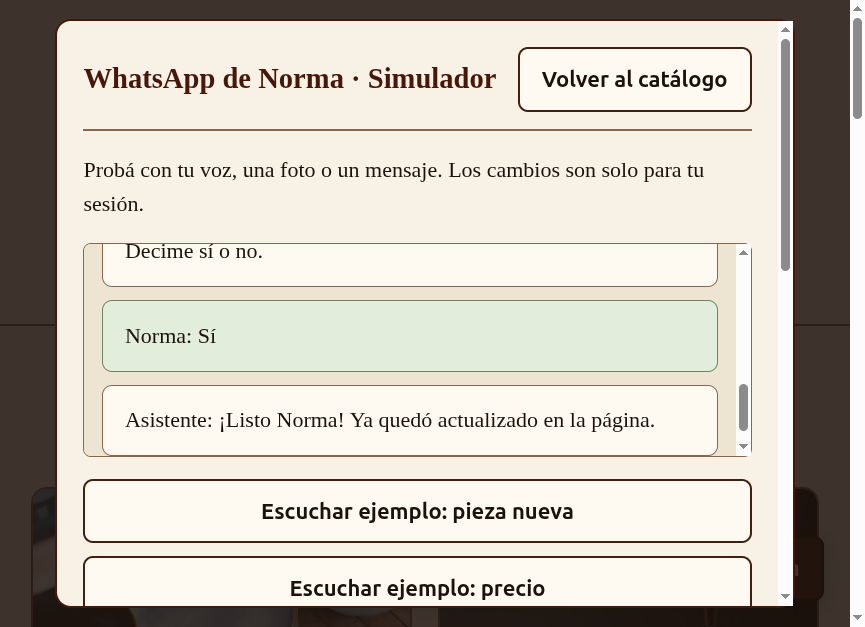 WhatsApp de Norma · Simulador
Volver al catálogo
Probá con tu voz, una foto o un mensaje. Los cambios son solo para tu
sesión.
Decime sí o no.
Norma: Sí
Asistente: ¡Listo Norma! Ya quedó actualizado en la página.
Escuchar ejemplo: pieza nueva
Escuchar ejemplo: precio